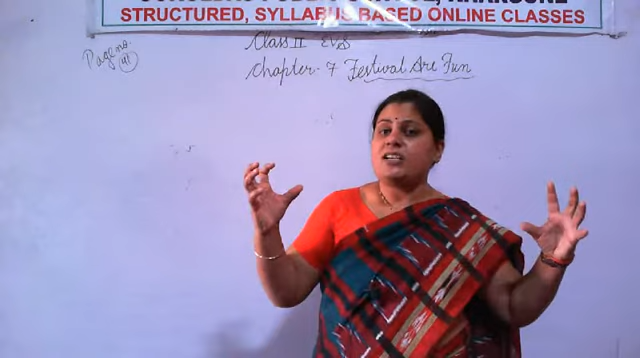 STRUCTURED, SYLLABUS BASED ONLINE CLASSES
Class II EVS
Page no. 41
Chapter - 7 Festival Are Fun